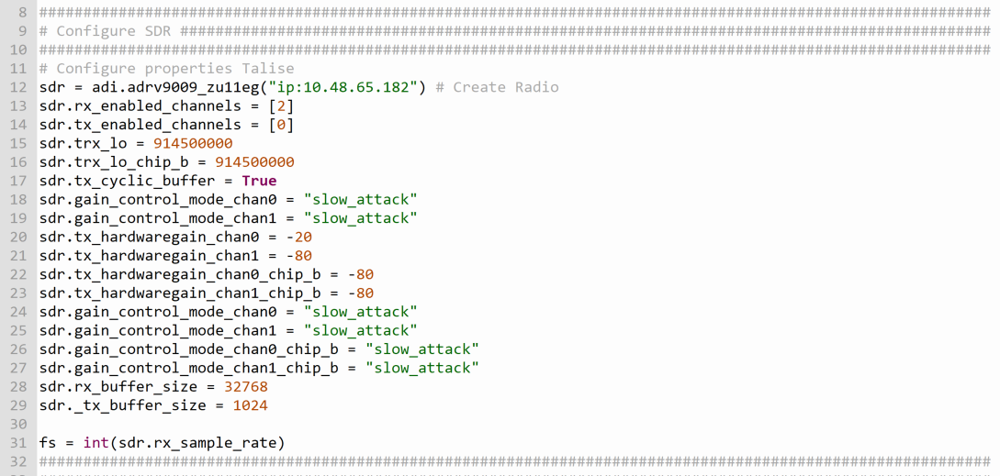 8 ############################################################################################################
9 # Configure SDR ############################################################################################
10 ############################################################################################################
11 # Configure properties Talise
12 sdr = adi.adrv9009_zu11eg("ip:10.48.65.182") # Create Radio
13 sdr.rx_enabled_channels = [2]
14 sdr.tx_enabled_channels = [0]
15 sdr.trx_lo = 914500000
16 sdr.trx_lo_chip_b = 914500000
17 sdr.tx_cyclic_buffer = True
18 sdr.gain_control_mode_chan0 = "slow_attack"
19 sdr.gain_control_mode_chan1 = "slow_attack"
20 sdr.tx_hardwaregain_chan0 = -20
21 sdr.tx_hardwaregain_chan1 = -80
22 sdr.tx_hardwaregain_chan0_chip_b = -80
23 sdr.tx_hardwaregain_chan1_chip_b = -80
24 sdr.gain_control_mode_chan0 = "slow_attack"
25 sdr.gain_control_mode_chan1 = "slow_attack"
26 sdr.gain_control_mode_chan0_chip_b = "slow_attack"
27 sdr.gain_control_mode_chan1_chip_b = "slow_attack"
28 sdr.rx_buffer_size = 32768
29 sdr._tx_buffer_size = 1024
30
31 fs = int(sdr.rx_sample_rate)
32 ############################################################################################################